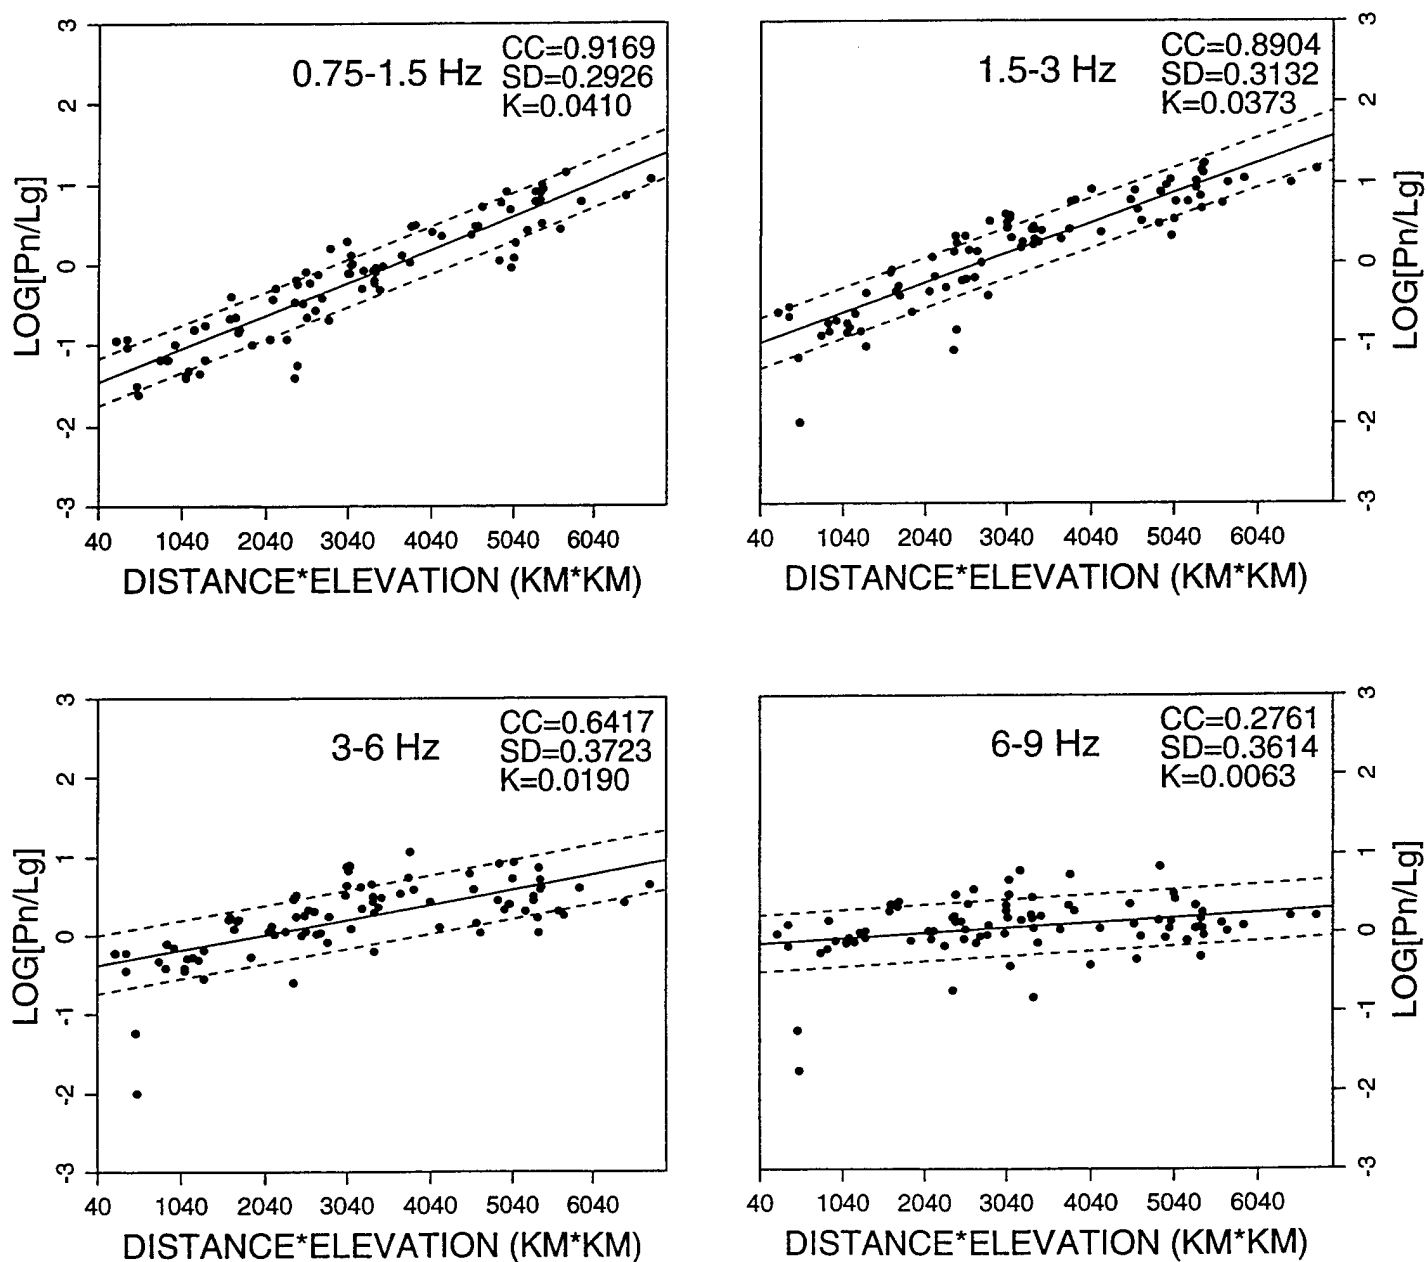 3
2
1
0
-1
-2
-3
LOG[Pn/Lg]
0.75-1.5 Hz
CC=0.9169
SD=0.2926
K=0.0410
40 1040 2040 3040 4040 5040 6040
DISTANCE*ELEVATION (KM*KM)
1.5-3 Hz
CC=0.8904
SD=0.3132
K=0.0373
3
2
1
0
-1
-2
-3
LOG[Pn/Lg]
40 1040 2040 3040 4040 5040 6040
DISTANCE*ELEVATION (KM*KM)
3
2
1
0
-1
-2
-3
LOG[Pn/Lg]
3-6 Hz
CC=0.6417
SD=0.3723
K=0.0190
40 1040 2040 3040 4040 5040 6040
DISTANCE*ELEVATION (KM*KM)
6-9 Hz
CC=0.2761
SD=0.3614
K=0.0063
3
2
1
0
-1
-2
-3
LOG[Pn/Lg]
40 1040 2040 3040 4040 5040 6040
DISTANCE*ELEVATION (KM*KM)